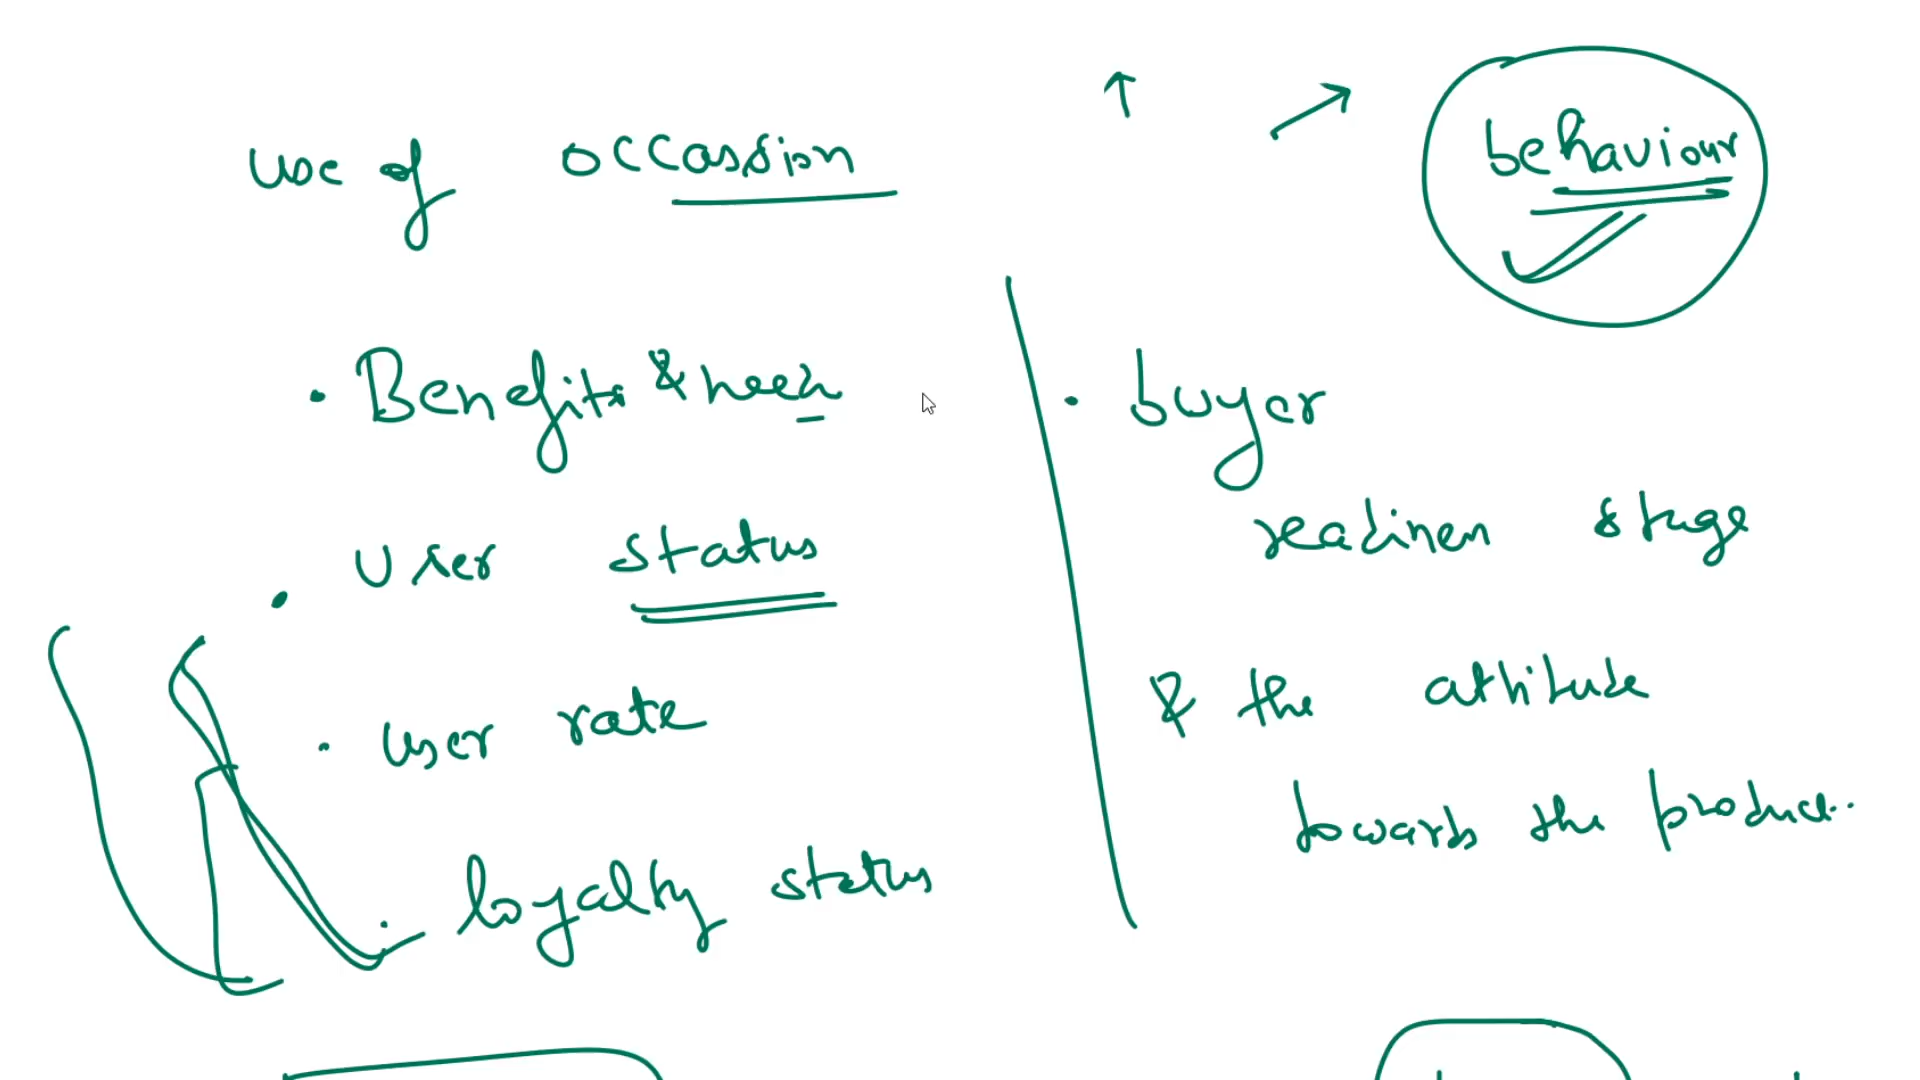 use of occassion
behaviour
• Benefits & need
• User status
• user rate
• loyalty status
• buyer
readiness stage
& the attitude
towards the product..